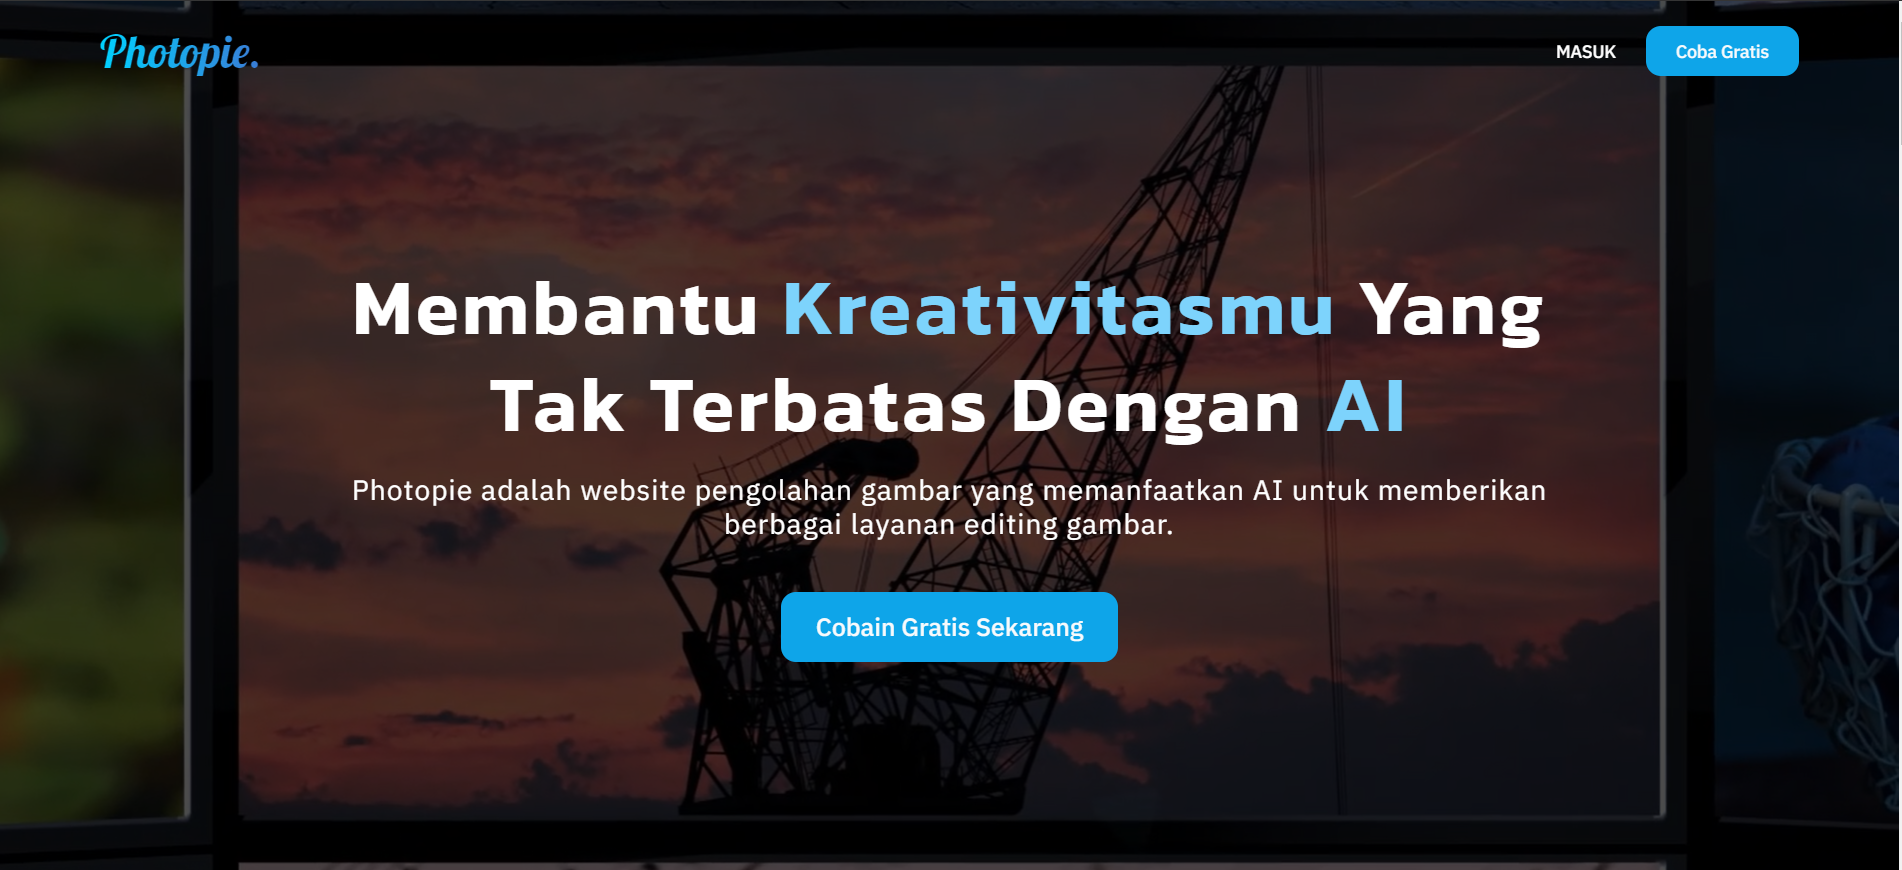 Photopie.
MASUK
Coba Gratis
Membantu Kreativitasmu Yang
Tak Terbatas Dengan AI
Photopie adalah website pengolahan gambar yang memanfaatkan AI untuk memberikan
berbagai layanan editing gambar.
Cobain Gratis Sekarang